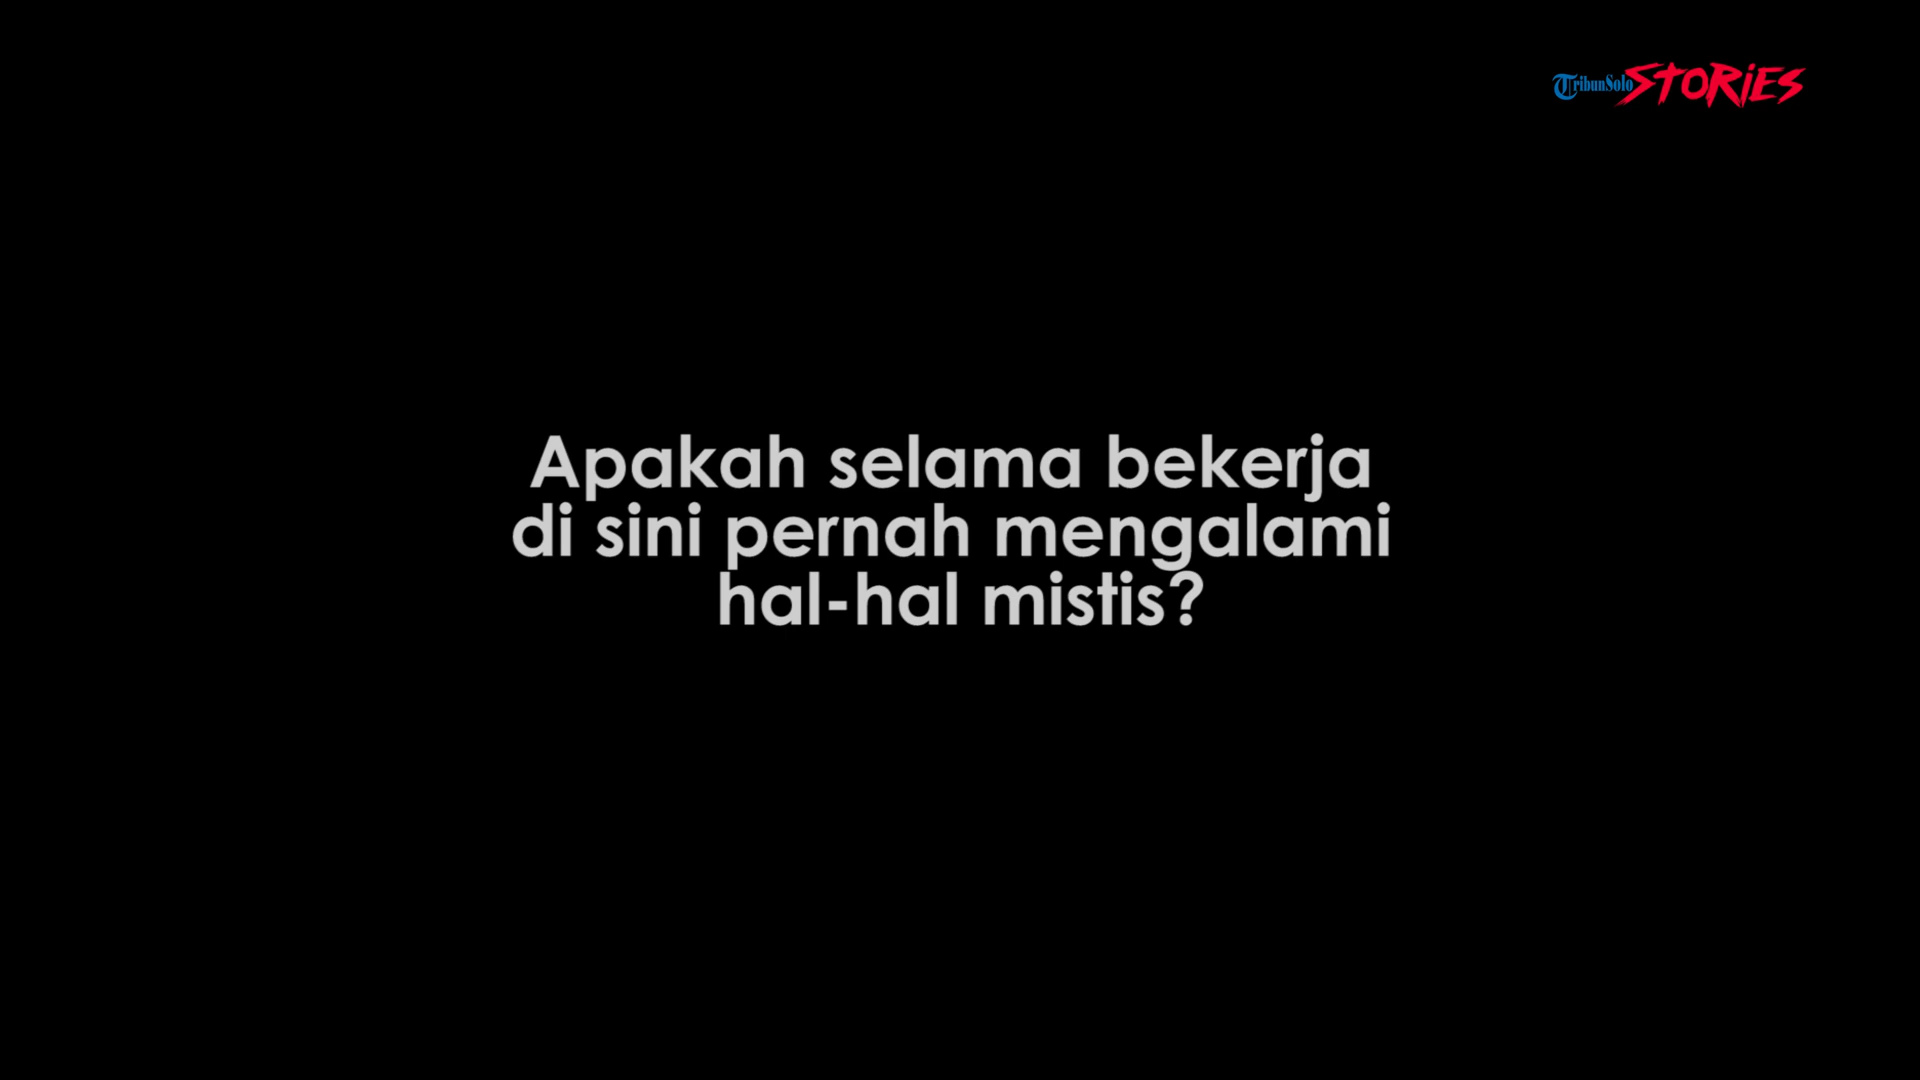 TribunSolo STORIES
Apakah selama bekerja
di sini pernah mengalami
hal-hal mistis?